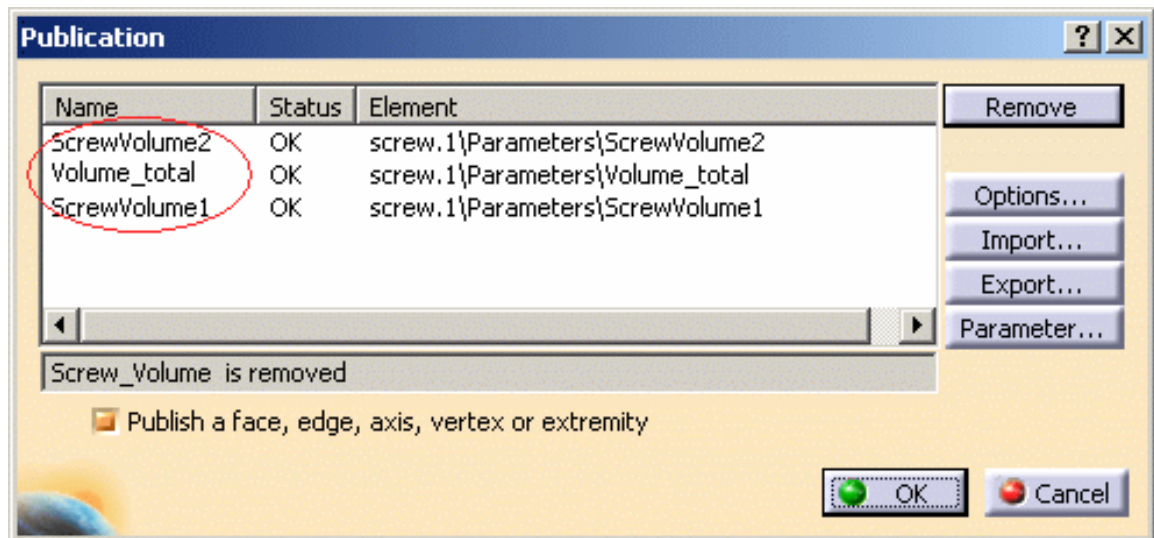 Publication
Name Status Element
ScrewVolume2 OK screw.1\Parameters\ScrewVolume2
Volume_total OK screw.1\Parameters\Volume_total
ScrewVolume1 OK screw.1\Parameters\ScrewVolume1
Remove
Options...
Import...
Export...
Parameter...
Screw_Volume is removed
Publish a face, edge, axis, vertex or extremity
OK Cancel